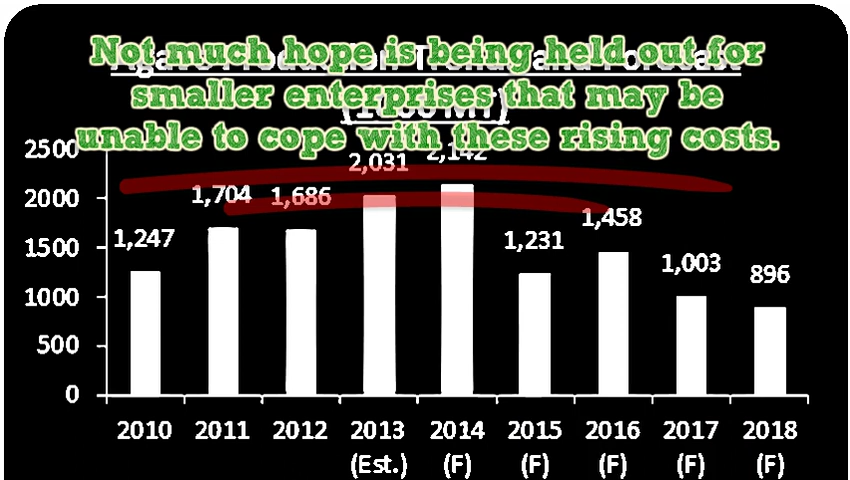 Not much hope is being held out for
smaller enterprises that may be
unable to cope with these rising costs.
2500
2,031 2,142
2000 1,704 1,686 1,458
1500 1,247 1,231 1,003 896
1000
500
0
2010 2011 2012 2013 2014 2015 2016 2017 2018
(Est.) (F) (F) (F) (F) (F)